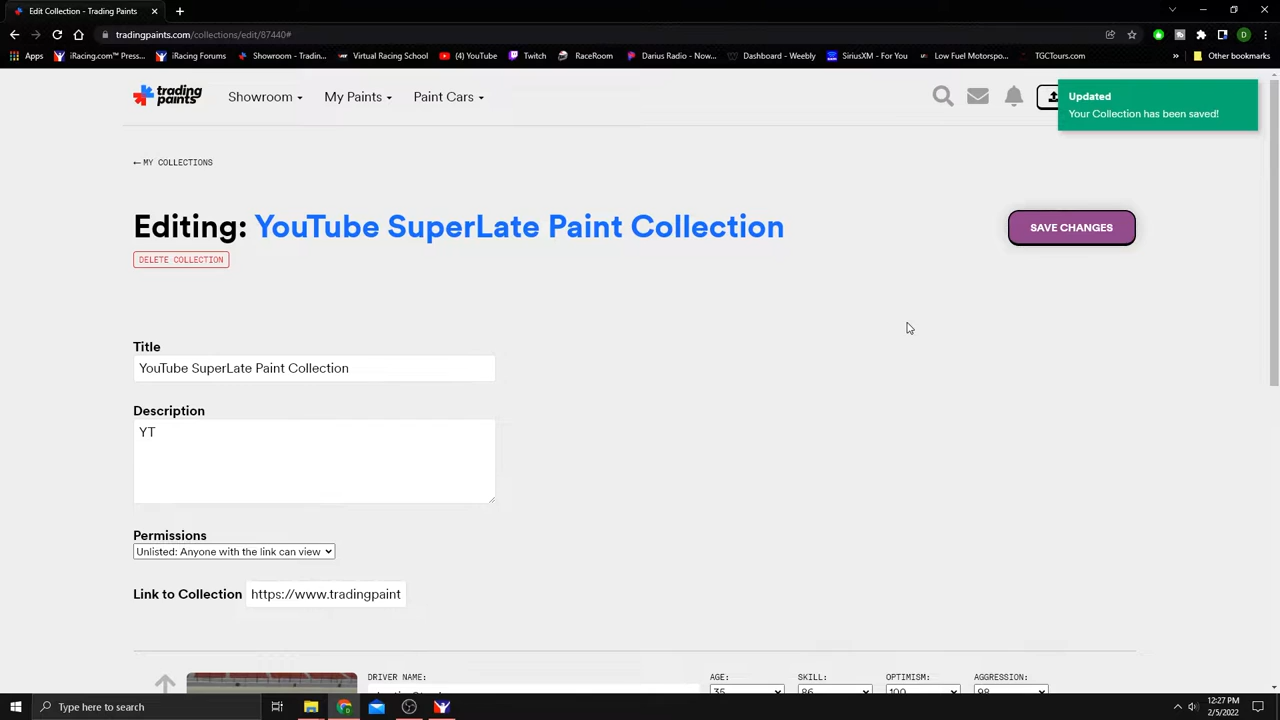 Edit Collection - Trading Paints
tradingpaints.com/collections/edit/87440#
Apps
iRacing.com™ Press...
iRacing Forums
Showroom - Tradin...
Virtual Racing School
(4) YouTube
Twitch
RaceRoom
Darius Radio - Now...
Dashboard - Weebly
SiriusXM - For You
Low Fuel Motorspo...
TGCTours.com
»
Other bookmarks
trading paints
Showroom
My Paints
Paint Cars
Updated
Your Collection has been saved!
← MY COLLECTIONS
Editing: YouTube SuperLate Paint Collection
SAVE CHANGES
DELETE COLLECTION
Title
YouTube SuperLate Paint Collection
Description
YT
Permissions
Unlisted: Anyone with the link can view
Link to Collection https://www.tradingpaint
DRIVER NAME: AGE: SKILL: OPTIMISM: AGGRESSION:
35 86 100 98
Type here to search
12:27 PM
2/5/2022